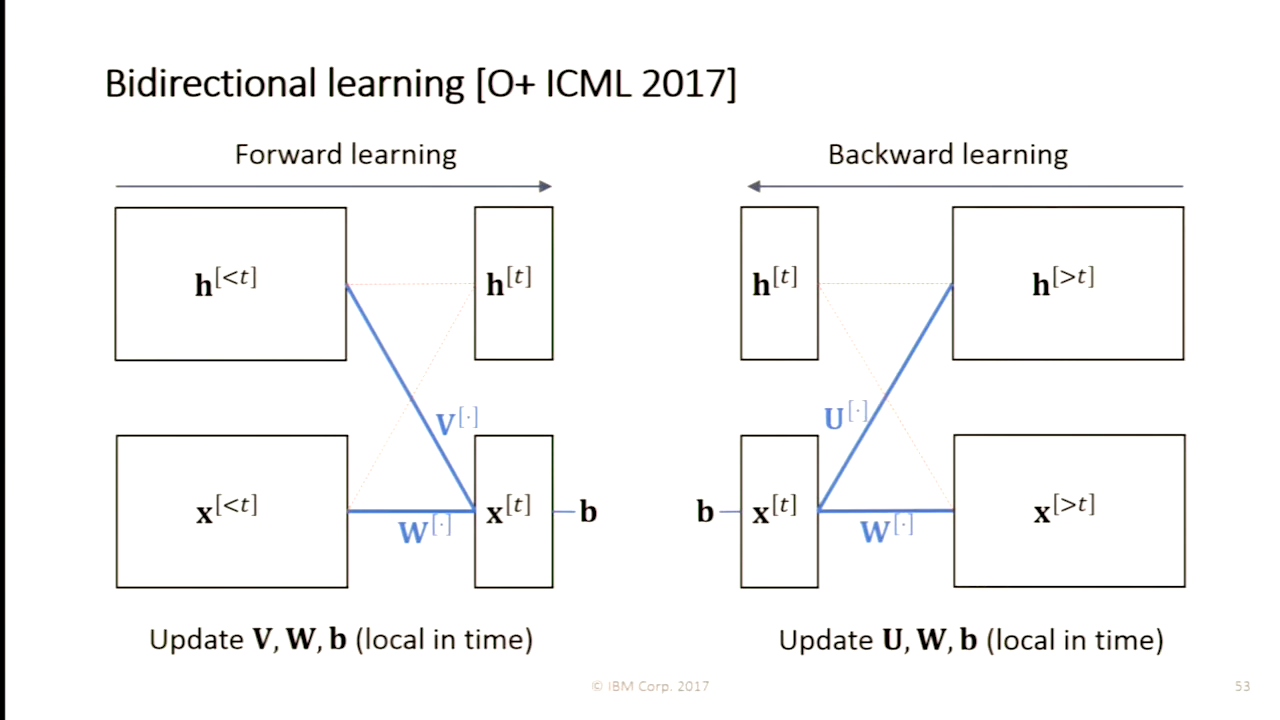 Bidirectional learning [O+ ICML 2017]
Forward learning
Backward learning
h[<t]
h[t]
h[t]
h[>t]
V[·]
U[·]
x[<t]
W[·]
x[t]
b
b
x[t]
W[·]
x[>t]
Update V, W, b (local in time)
Update U, W, b (local in time)
© IBM Corp. 2017
53